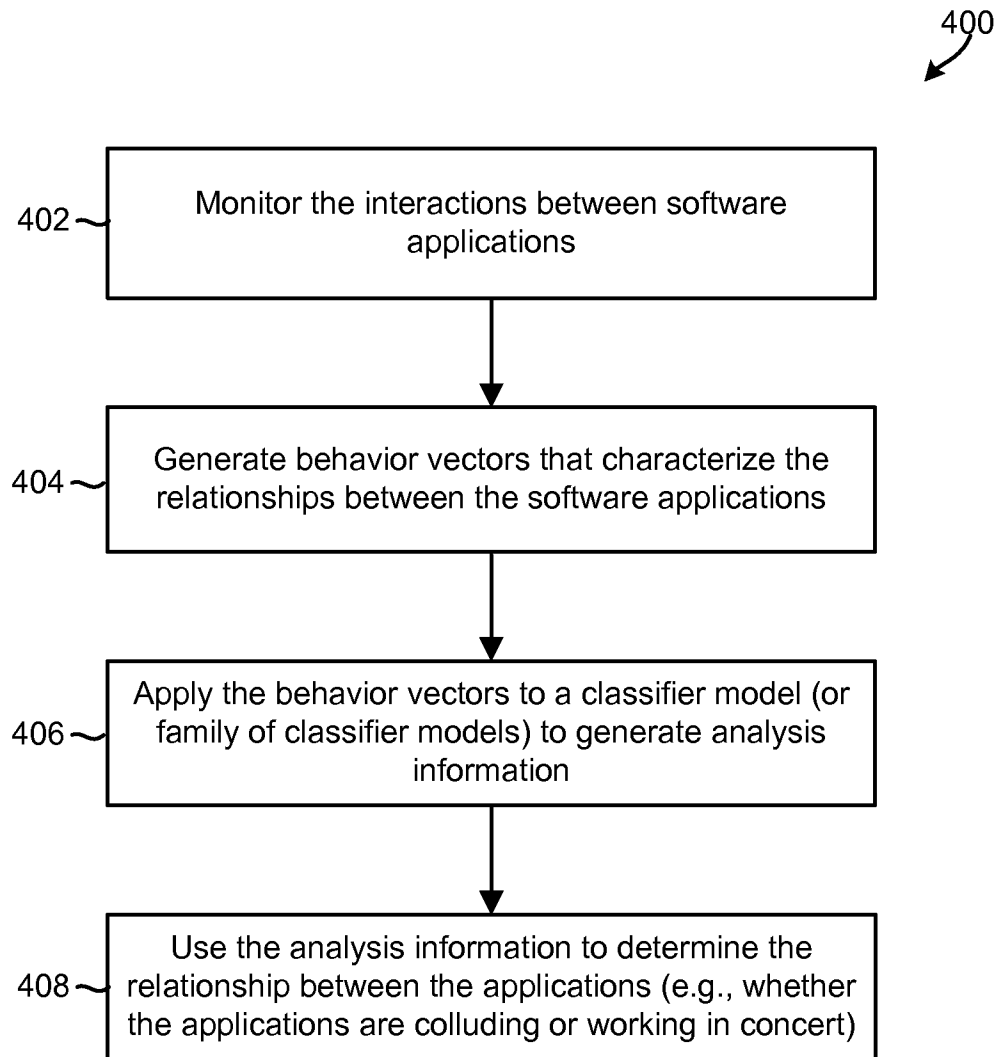 400
402
Monitor the interactions between software
applications
404
Generate behavior vectors that characterize the
relationships between the software applications
406
Apply the behavior vectors to a classifier model (or
family of classifier models) to generate analysis
information
408
Use the analysis information to determine the
relationship between the applications (e.g., whether
the applications are colluding or working in concert)